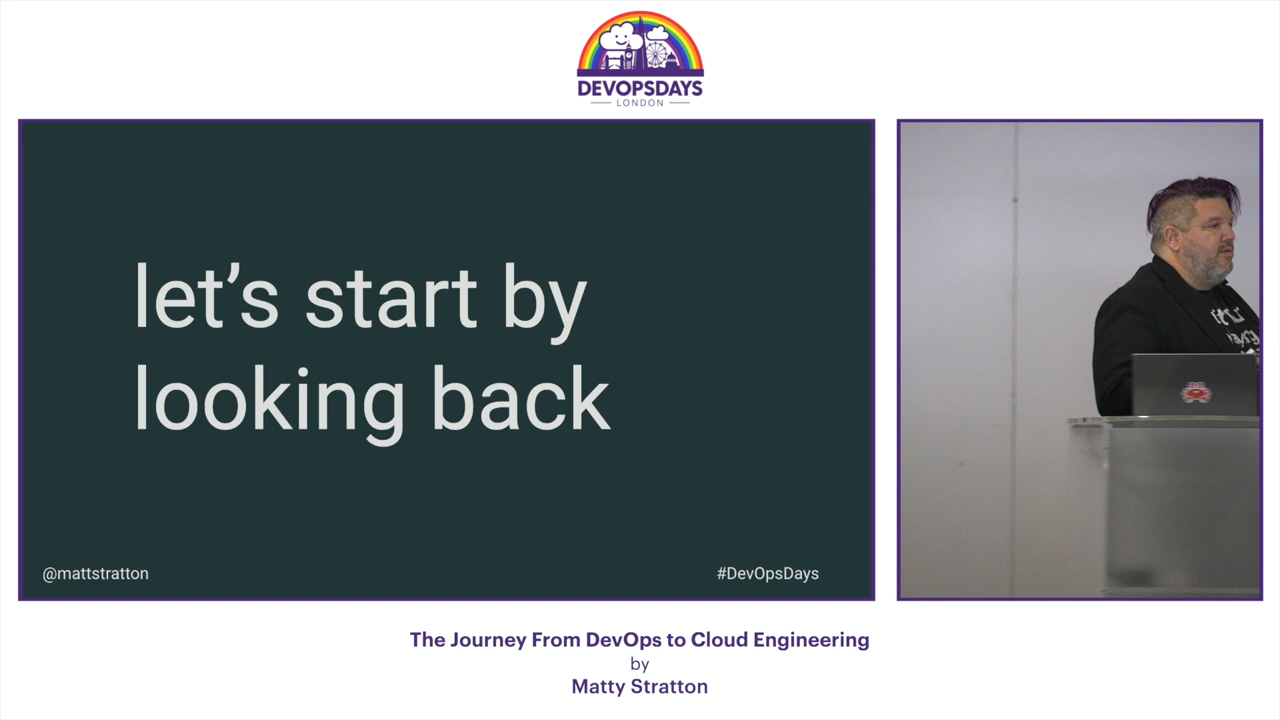 DEVOPSDAYS
LONDON
let’s start by
looking back
@mattstratton
#DevOpsDays
The Journey From DevOps to Cloud Engineering
by
Matty Stratton